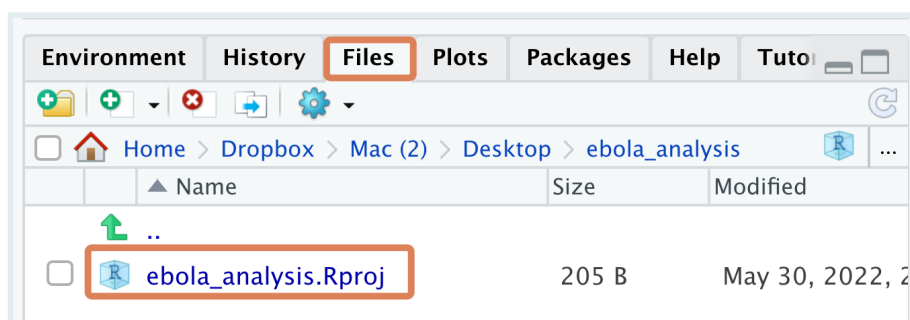 Environment History Files Plots Packages Help
Home > Dropbox > Mac (2) > Desktop > ebola_analysis R ...
Name Size Modified
..
R ebola_analysis.Rproj 205 B May 30, 2022,